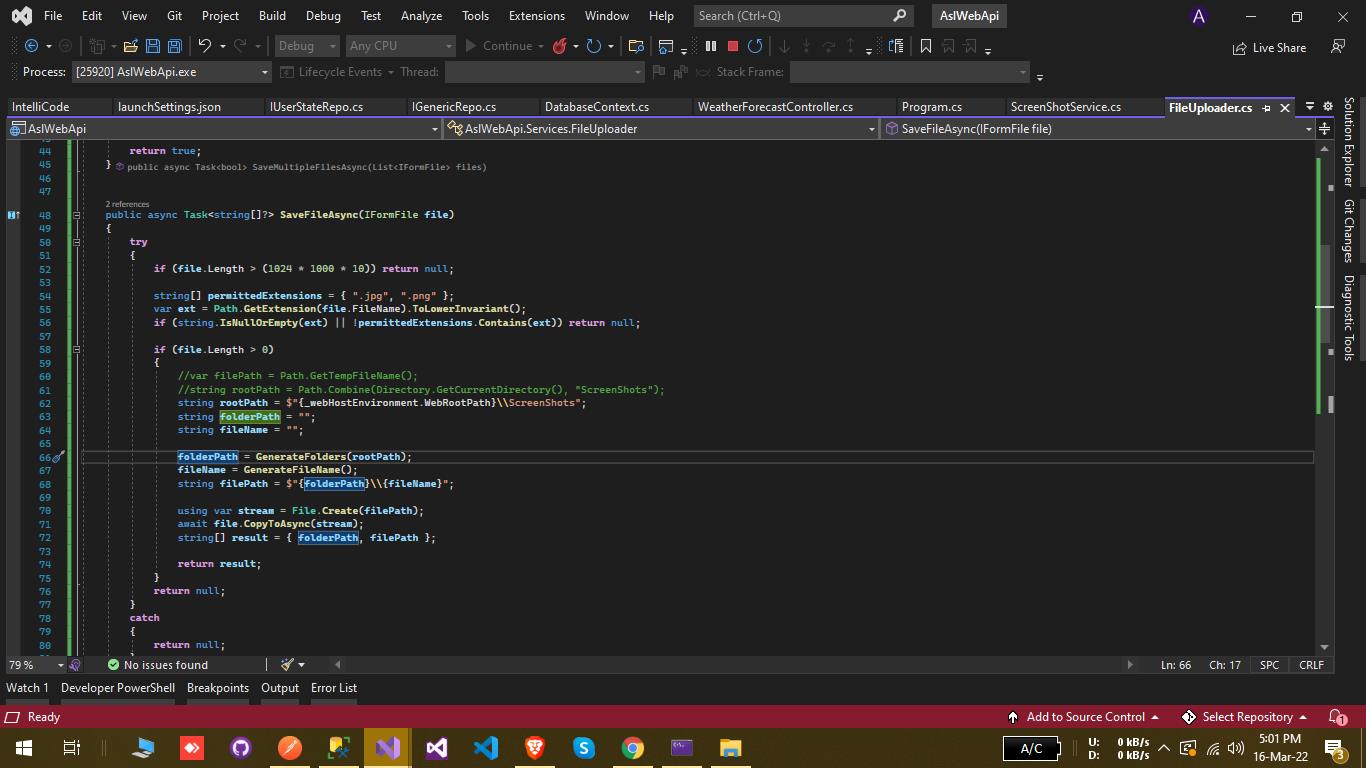 File Edit View Git Project Build Debug Test Analyze Tools Extensions Window Help Search (Ctrl+Q) AslWebApi A
Debug Any CPU Continue Live Share
Process: [25920] AslWebApi.exe Lifecycle Events Thread: Stack Frame:
IntelliCode launchSettings.json IUserStateRepo.cs IGenericRepo.cs DatabaseContext.cs WeatherForecastController.cs Program.cs ScreenShotService.cs FileUploader.cs
AslWebApi AslWebApi.Services.FileUploader SaveFileAsync(IFormFile file)
44 return true;
45 } public async Task<bool> SaveMultipleFilesAsync(List<IFormFile> files)
46
47
2 references
48 public async Task<string[]?> SaveFileAsync(IFormFile file)
49 {
50 try
51 {
52 if (file.Length > (1024 * 1000 * 10)) return null;
53
54 string[] permittedExtensions = { ".jpg", ".png" };
55 var ext = Path.GetExtension(file.FileName).ToLowerInvariant();
56 if (string.IsNullOrEmpty(ext) || !permittedExtensions.Contains(ext)) return null;
57
58 if (file.Length > 0)
59 {
60 //var filePath = Path.GetTempFileName();
61 //string rootPath = Path.Combine(Directory.GetCurrentDirectory(), "ScreenShots");
62 string rootPath = $"{_webHostEnvironment.WebRootPath}\\ScreenShots";
63 string folderPath = "";
64 string fileName = "";
65
66 folderPath = GenerateFolders(rootPath);
67 fileName = GenerateFileName();
68 string filePath = $"{folderPath}\\{fileName}";
69
70 using var stream = File.Create(filePath);
71 await file.CopyToAsync(stream);
72 string[] result = { folderPath, filePath };
73
74 return result;
75 }
76 return null;
77 }
78 catch
79 {
80 return null;
Solution Explorer
Git Changes
Diagnostic Tools
79 % No issues found Ln: 66 Ch: 17 SPC CRLF
Watch 1 Developer PowerShell Breakpoints Output Error List
Ready Add to Source Control Select Repository 1
A/C U: 0 kB/s D: 0 kB/s 5:01 PM 16-Mar-22 3